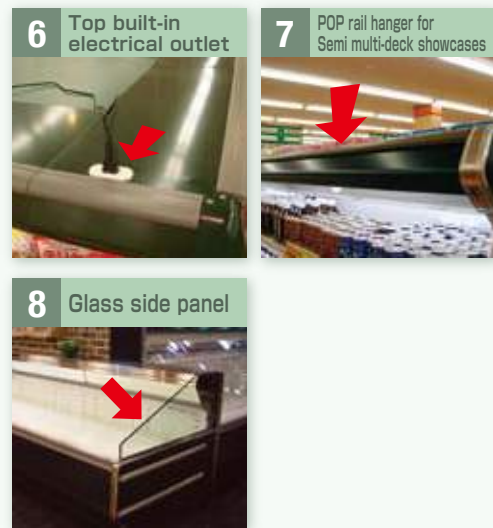 6
Top built-in
electrical outlet
7
POP rail hanger for
Semi multi-deck showcases
8
Glass side panel